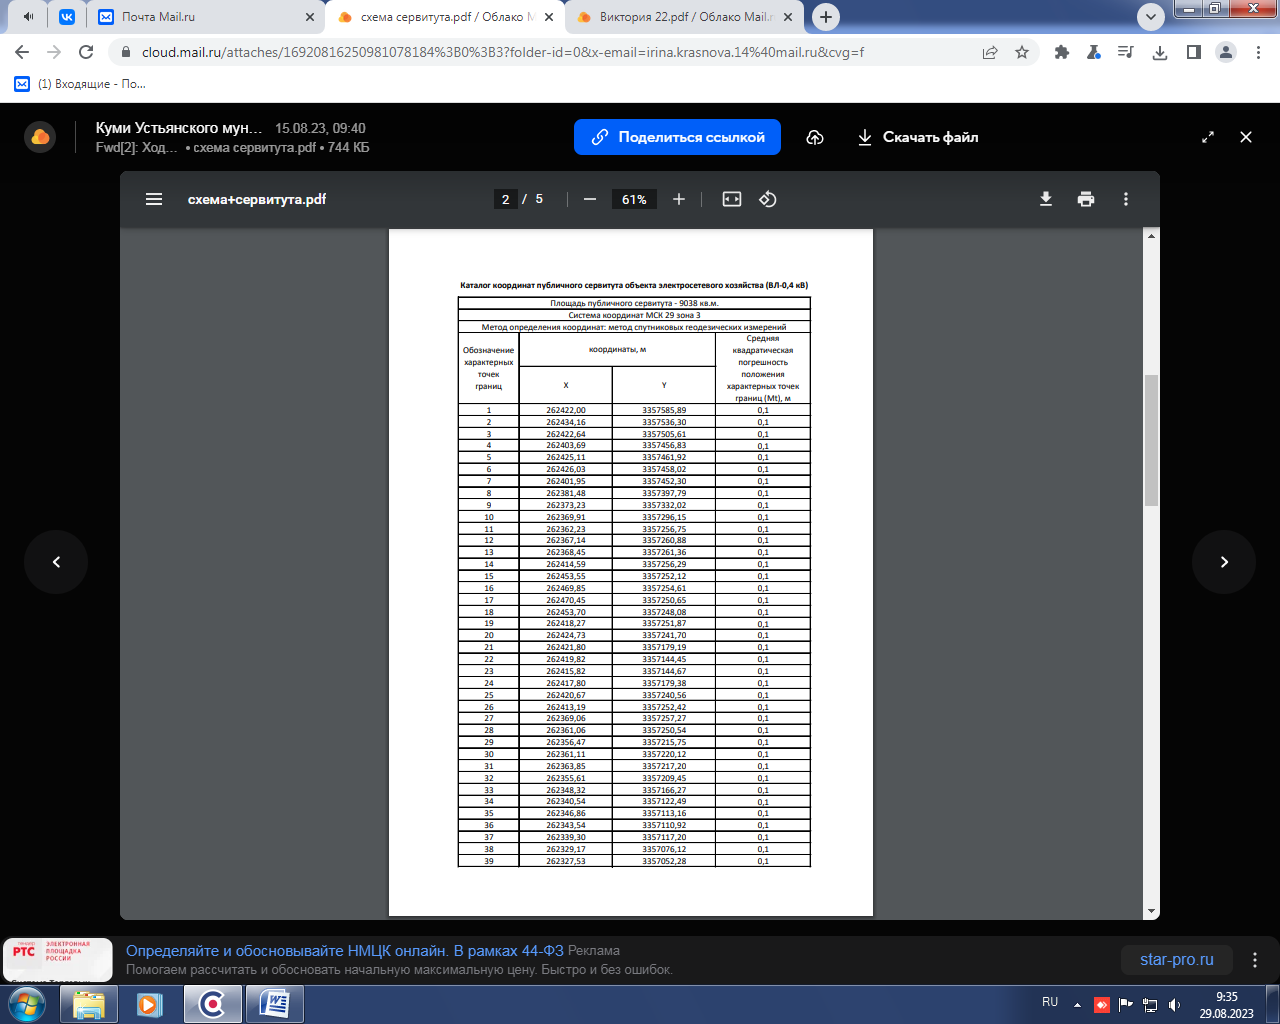 Почта Mail.ru
схема сервитута.pdf / Облако M
Виктория 22.pdf / Облако Mail.r
cloud.mail.ru/attaches/16920816250981078184%3B0%3B3?folder-id=0&x-email=irina.krasnova.14%40mail.ru&cvg=f
(1) Входящие - По...
Куми Устьянского мун... 15.08.23, 09:40
Fwd[2]: Ход... • схема сервитута.pdf • 744 КБ
Поделиться ссылкой
Скачать файл
схема+сервитута.pdf
2 / 5
61%
Каталог координат публичного сервитута объекта электросетевого хозяйства (ВЛ-0,4 кВ)
Площадь публичного сервитута - 9038 кв.м.
Система координат МСК 29 зона 3
Метод определения координат: метод спутниковых геодезических измерений
Обозначение характерных точек границ
координаты, м
X Y
Средняя квадратическая погрешность положения характерных точек границ (Mt), м
1 262422,00 3357585,89 0,1
2 262434,16 3357536,30 0,1
3 262422,64 3357505,61 0,1
4 262403,69 3357456,83 0,1
5 262425,11 3357461,92 0,1
6 262426,03 3357458,02 0,1
7 262401,95 3357452,30 0,1
8 262381,48 3357397,79 0,1
9 262373,23 3357332,02 0,1
10 262369,91 3357296,15 0,1
11 262362,23 3357256,75 0,1
12 262367,14 3357260,88 0,1
13 262368,45 3357261,36 0,1
14 262414,59 3357256,29 0,1
15 262453,55 3357252,12 0,1
16 262469,85 3357254,61 0,1
17 262470,45 3357250,65 0,1
18 262453,70 3357248,08 0,1
19 262418,27 3357251,87 0,1
20 262424,73 3357241,70 0,1
21 262421,80 3357179,19 0,1
22 262419,82 3357144,45 0,1
23 262415,82 3357144,67 0,1
24 262417,80 3357179,38 0,1
25 262420,67 3357240,56 0,1
26 262413,19 3357252,42 0,1
27 262369,06 3357257,27 0,1
28 262361,06 3357250,54 0,1
29 262356,47 3357215,75 0,1
30 262361,11 3357220,12 0,1
31 262363,85 3357217,20 0,1
32 262355,61 3357209,45 0,1
33 262348,32 3357166,27 0,1
34 262340,54 3357122,49 0,1
35 262346,86 3357113,16 0,1
36 262343,54 3357110,92 0,1
37 262339,30 3357117,20 0,1
38 262329,17 3357076,12 0,1
39 262327,53 3357052,28 0,1
РТС
ЭЛЕКТРОННАЯ
ПЛОЩАДКА
РОССИИ
Определяйте и обосновывайте НМЦК онлайн. В рамках 44-ФЗ Реклама
Помогаем рассчитать и обосновать начальную максимальную цену. Быстро и без ошибок.
star-pro.ru
RU
9:35
29.08.2023